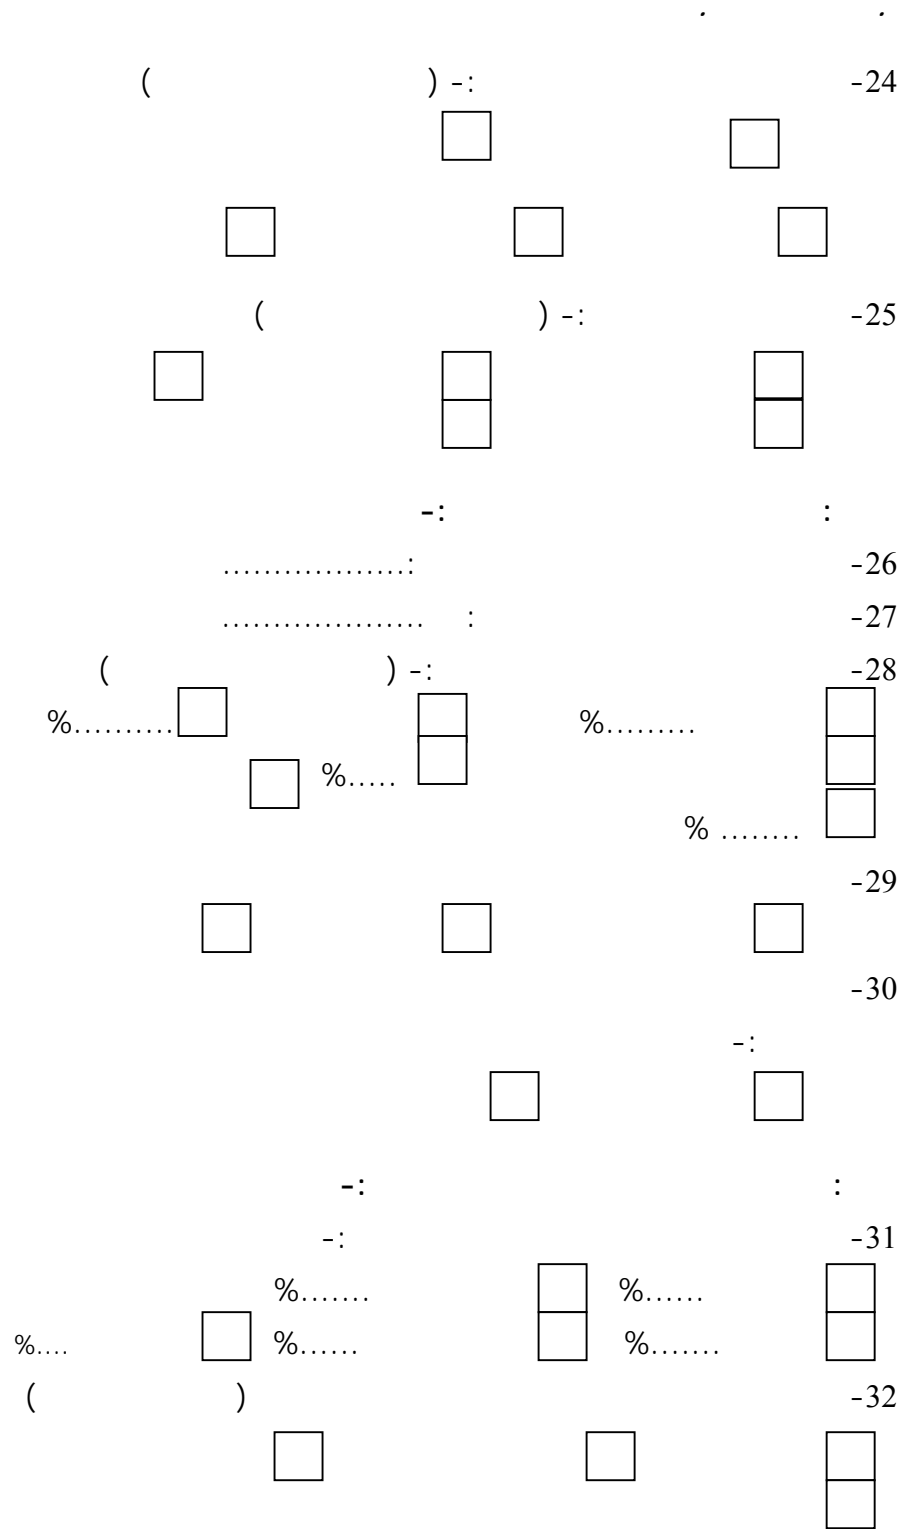 . .
24- :- ( )
25- :- ( )
: :-
26- :..................
27- : ....................
28- :- ( )
%......... %..........
%.....
%........
29-
30-
:-
: :-
31- :-
%...... %.......
%....... %...... %....
32- ( )